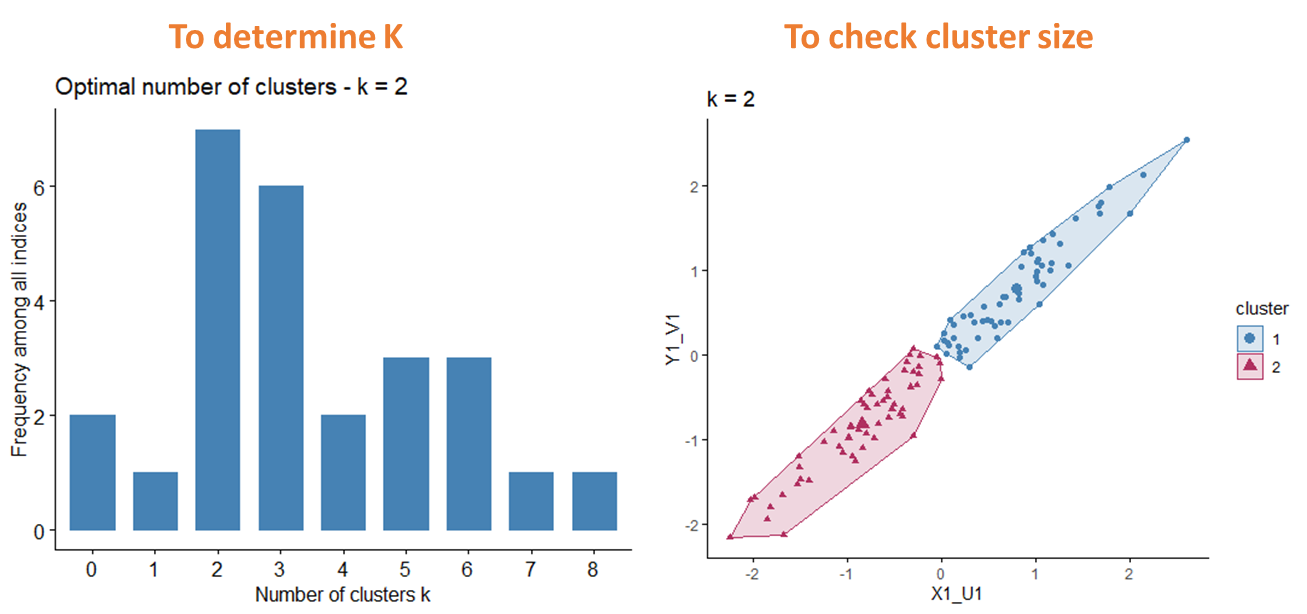 To determine K
To check cluster size
Optimal number of clusters - k = 2
Frequency among all indices
6
4
2
0
0 1 2 3 4 5 6 7 8
Number of clusters k
k = 2
Y1_V1
2
1
0
-1
-2
-2 -1 0 1 2
X1_U1
cluster
1
2